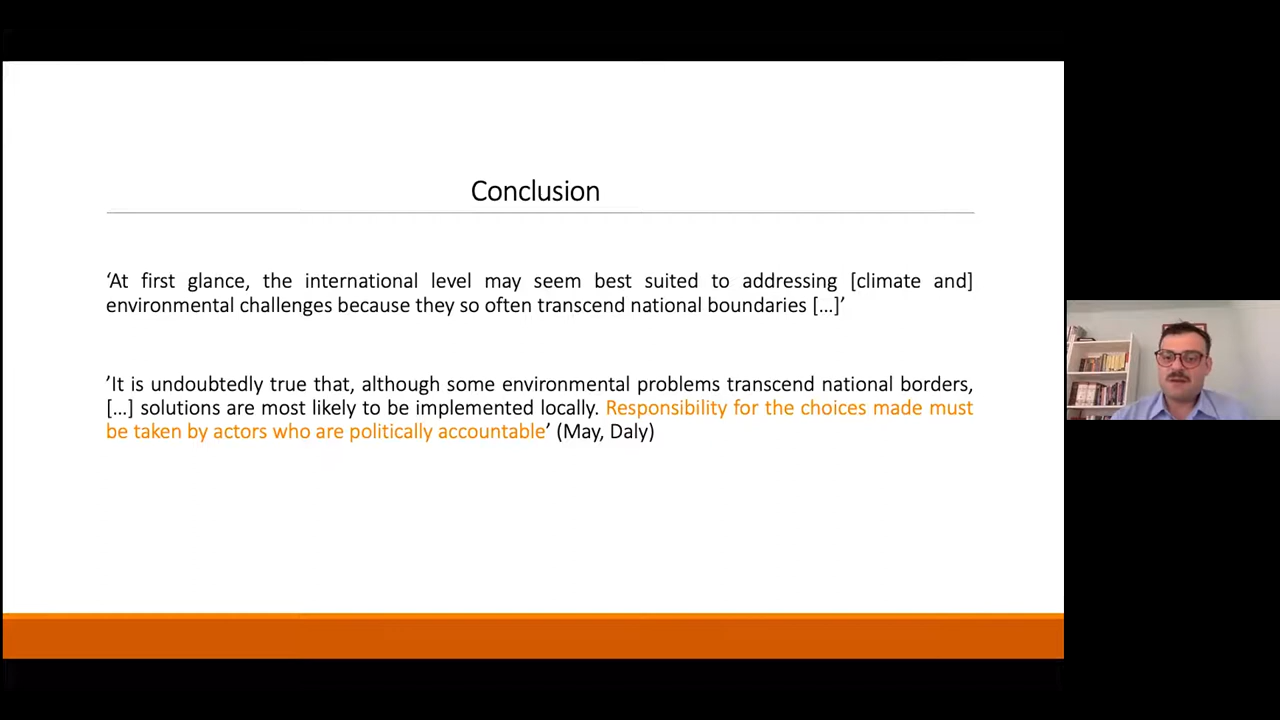 Conclusion
‘At first glance, the international level may seem best suited to addressing [climate and]
environmental challenges because they so often transcend national boundaries […]’
’It is undoubtedly true that, although some environmental problems transcend national borders,
[…] solutions are most likely to be implemented locally. Responsibility for the choices made must
be taken by actors who are politically accountable’ (May, Daly)